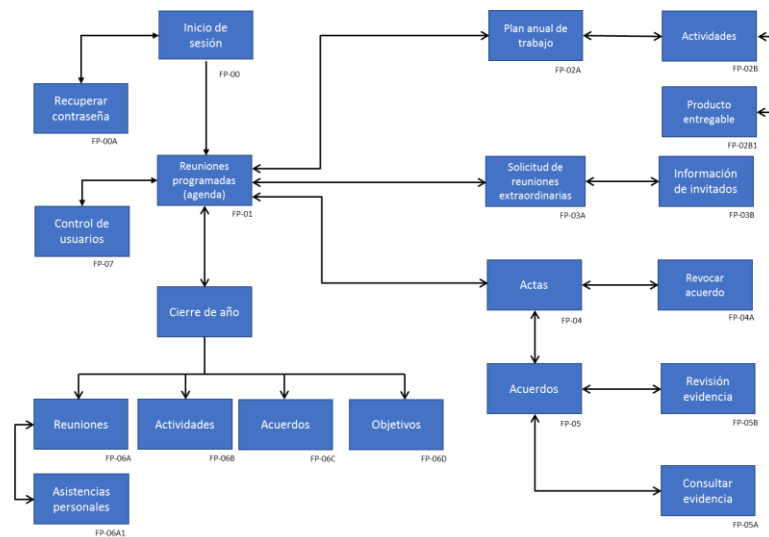 Inicio de
sesión
FP-00
Plan anual de
trabajo
FP-02A
Actividades
FP-02B
Recuperar
contraseña
FP-00A
Producto
entregable
FP-02B1
Reuniones
programadas
(agenda)
FP-01
Solicitud de
reuniones
extraordinarias
FP-03A
Información
de invitados
FP-03B
Control de
usuarios
FP-07
Actas
FP-04
Revocar
acuerdo
FP-04A
Cierre de año
Acuerdos
FP-05
Revisión
evidencia
FP-05B
Reuniones
FP-06A
Actividades
FP-06B
Acuerdos
FP-06C
Objetivos
FP-06D
Asistencias
personales
FP-06A1
Consultar
evidencia
FP-05A